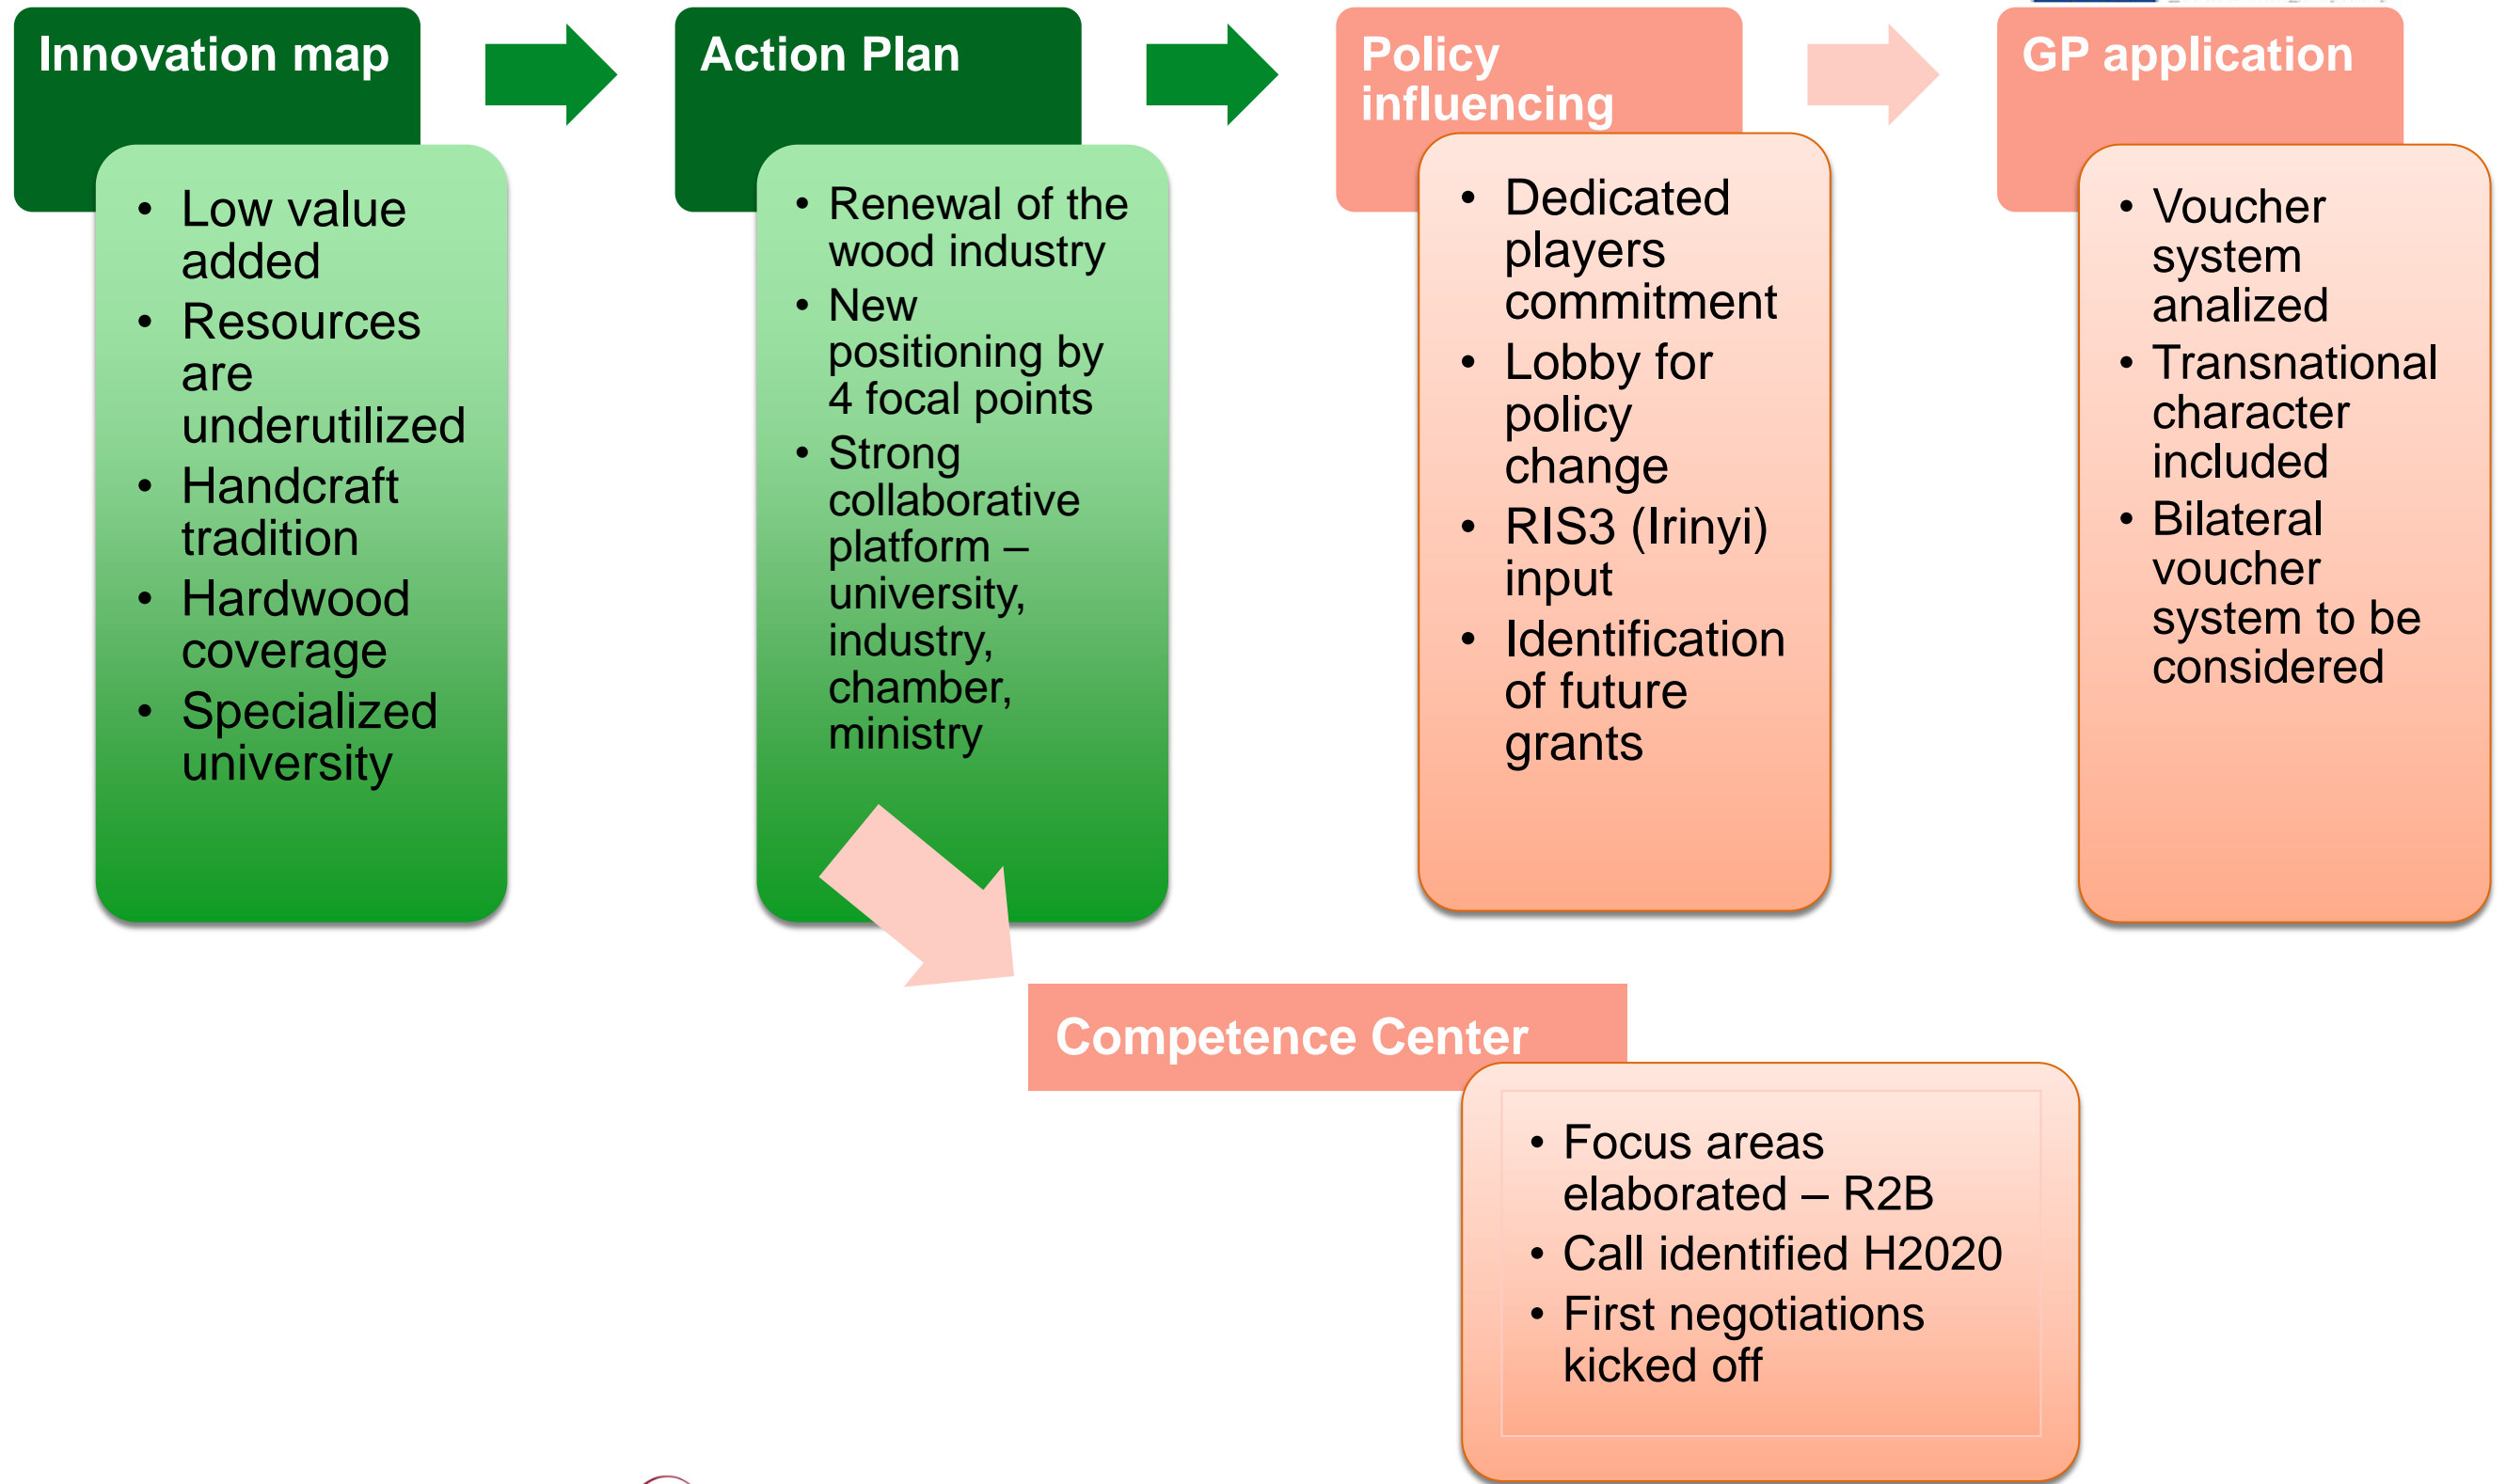 Innovation map
• Low value
added
• Resources
are
underutilized
• Handcraft
tradition
• Hardwood
coverage
• Specialized
university
Action Plan
• Renewal of the
wood industry
• New
positioning by
4 focal points
• Strong
collaborative
platform –
university,
industry,
chamber,
ministry
Policy
influencing
• Dedicated
players
commitment
• Lobby for
policy
change
• RIS3 (Irinyi)
input
• Identification
of future
grants
GP application
• Voucher
system
analized
• Transnational
character
included
• Bilateral
voucher
system to be
considered
Competence Center
• Focus areas
elaborated – R2B
• Call identified H2020
• First negotiations
kicked off